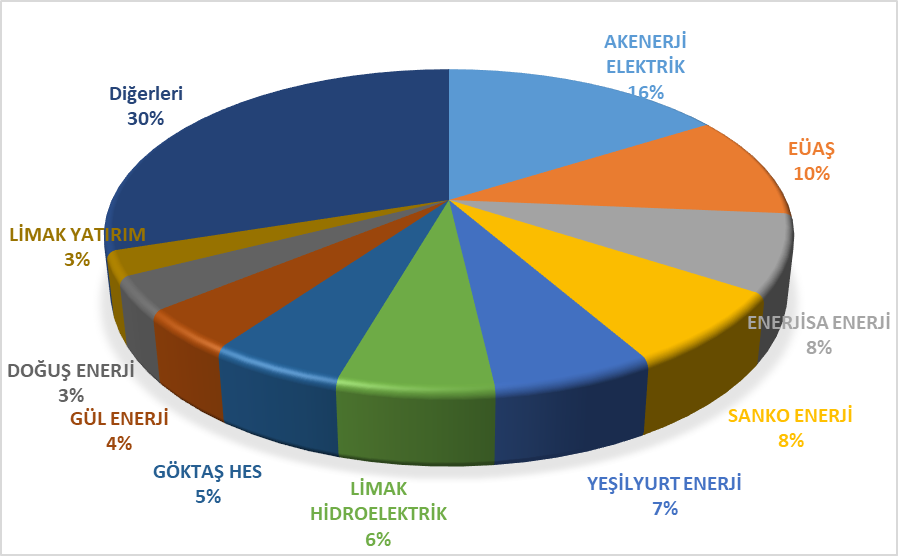 AKENERJİ
ELEKTRİK
16%
EÜAŞ
10%
ENERJİSA ENERJİ
8%
SANKO ENERJİ
8%
YEŞİLYURT ENERJİ
7%
LİMAK
HİDROELEKTRİK
6%
GÖKTAŞ HES
5%
GÜL ENERJİ
4%
DOĞUŞ ENERJİ
3%
LİMAK YATIRIM
3%
Diğerleri
30%